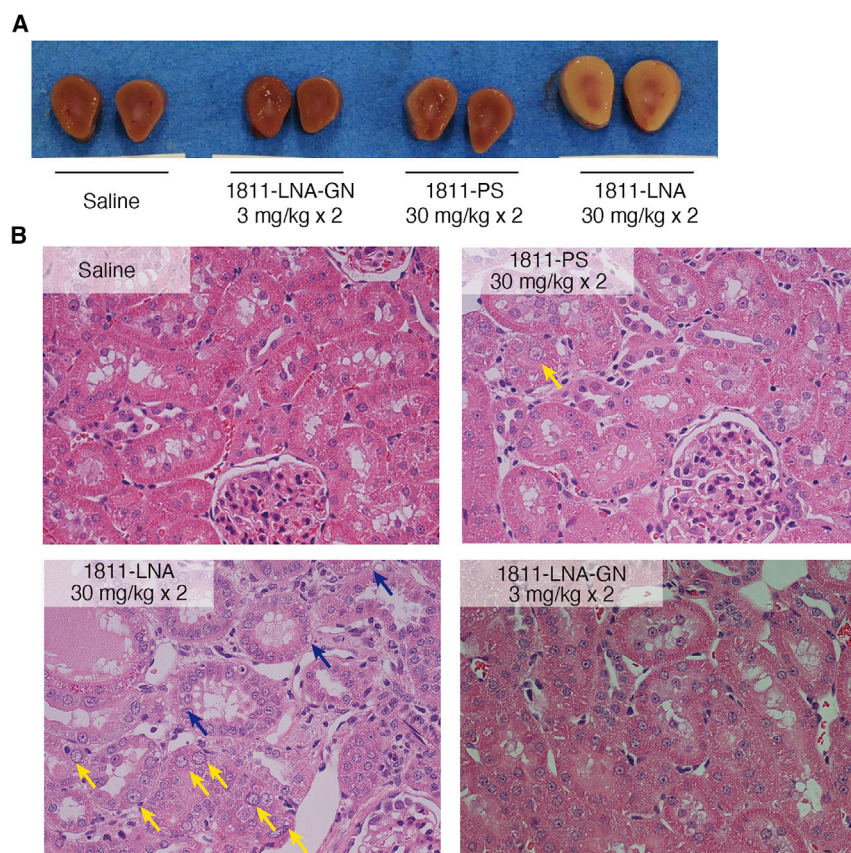 A
Saline
1811-LNA-GN
3 mg/kg x 2
1811-PS
30 mg/kg x 2
1811-LNA
30 mg/kg x 2
B
Saline
1811-PS
30 mg/kg x 2
1811-LNA
30 mg/kg x 2
1811-LNA-GN
3 mg/kg x 2